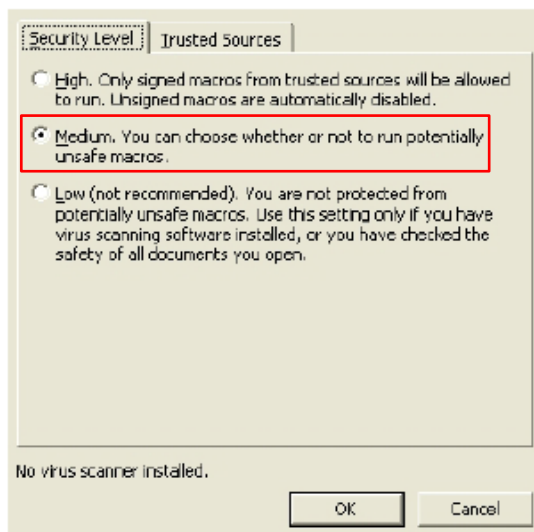 Security Level Trusted Sources
High. Only signed macros from trusted sources will be allowed
to run. Unsigned macros are automatically disabled.
Medium. You can choose whether or not to run potentially
unsafe macros.
Low (not recommended). You are not protected from
potentially unsafe macros. Use this setting only if you have
virus scanning software installed, or you have checked the
safety of all documents you open.
No virus scanner installed.
OK Cancel